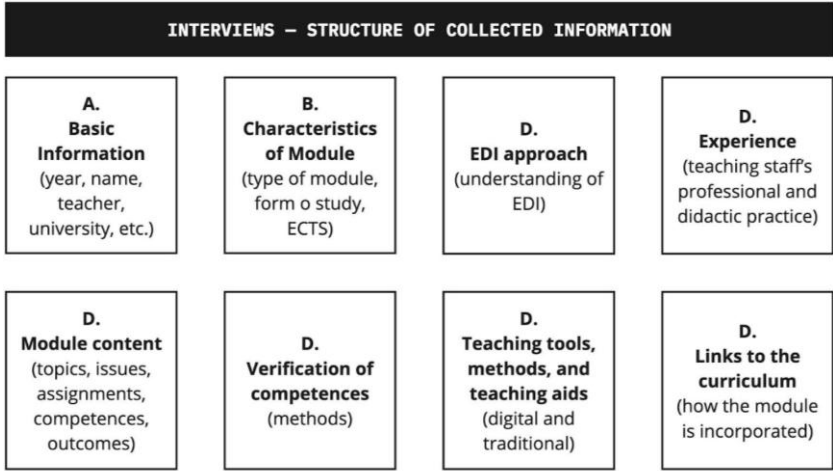 INTERVIEWS – STRUCTURE OF COLLECTED INFORMATION
A.
Basic
Information
(year, name,
teacher,
university, etc.)
B.
Characteristics
of Module
(type of module,
form o study,
ECTS)
D.
EDI approach
(understanding of
EDI)
D.
Experience
(teaching staff's
professional and
didactic practice)
D.
Module content
(topics, issues,
assignments,
competences,
outcomes)
D.
Verification of
competences
(methods)
D.
Teaching tools,
methods, and
teaching aids
(digital and
traditional)
D.
Links to the
curriculum
(how the module
is incorporated)